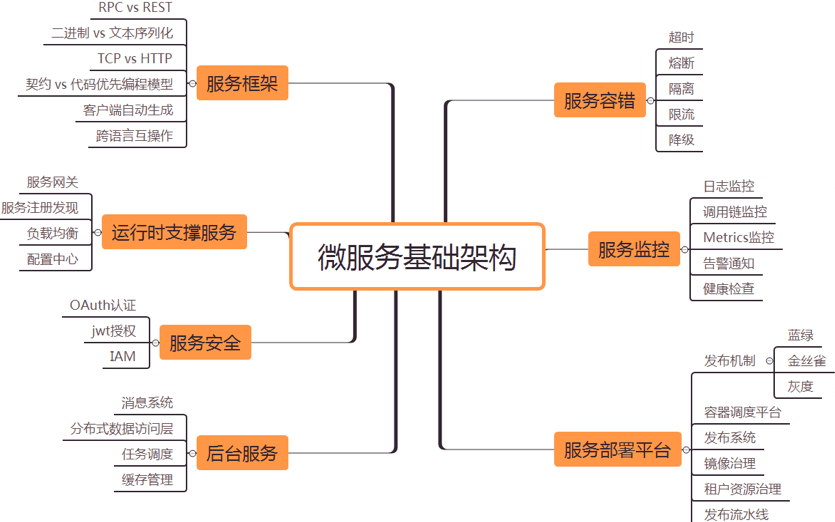 微服务基础架构
服务框架
RPC vs REST
二进制 vs 文本序列化
TCP vs HTTP
契约 vs 代码优先编程模型
客户端自动生成
跨语言互操作
运行时支撑服务
服务网关
服务注册发现
负载均衡
配置中心
服务安全
OAuth认证
jwt授权
IAM
后台服务
消息系统
分布式数据访问层
任务调度
缓存管理
服务容错
超时
熔断
隔离
限流
降级
服务监控
日志监控
调用链监控
Metrics监控
告警通知
健康检查
服务部署平台
发布机制
蓝绿
金丝雀
灰度
容器调度平台
发布系统
镜像治理
租户资源治理
发布流水线